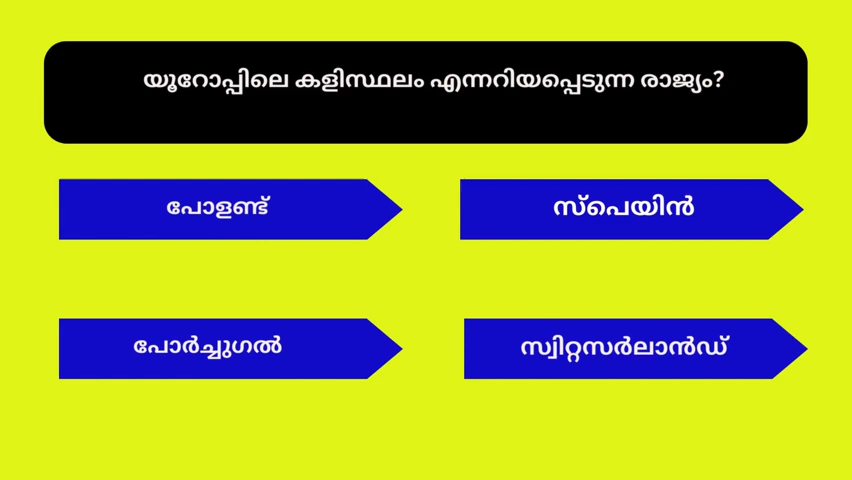 യൂറോപ്പിലെ കളിസ്ഥലം എന്നറിയപ്പെടുന്ന രാജ്യം?
പോളണ്ട്
സ്പെയിൻ
പോർച്ചുഗൽ
സ്വിറ്റസർലാൻഡ്